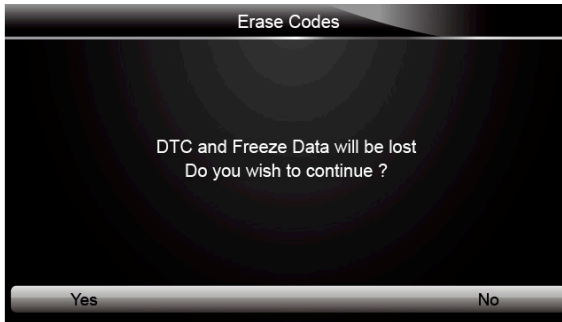 Erase Codes
DTC and Freeze Data will be lost
Do you wish to continue ?
Yes No